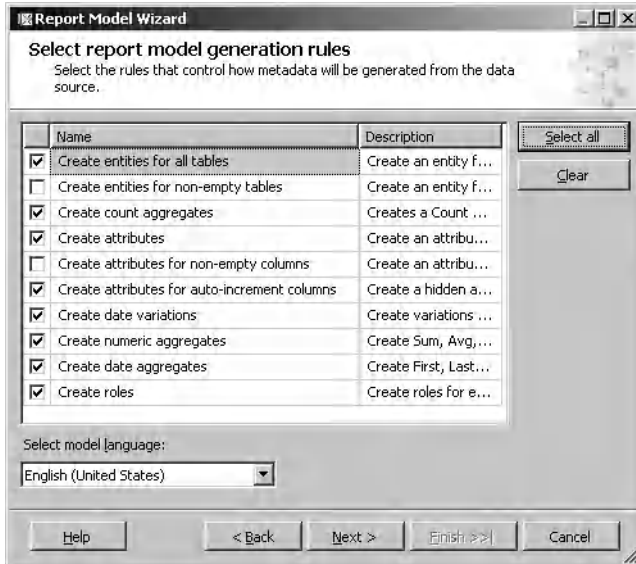 Report Model Wizard
Select report model generation rules
Select the rules that control how metadata will be generated from the data
source.
Name Description
Create entities for all tables Create an entity f...
Create entities for non-empty tables Create an entity f...
Create count aggregates Creates a Count ...
Create attributes Create an attribu...
Create attributes for non-empty columns Create an attribu...
Create attributes for auto-increment columns Create a hidden a...
Create date variations Create variations ...
Create numeric aggregates Create Sum, Avg,...
Create date aggregates Create First, Last...
Create roles Create roles for e...
Select all
Clear
Select model language:
English (United States)
Help < Back Next > Finish >>| Cancel